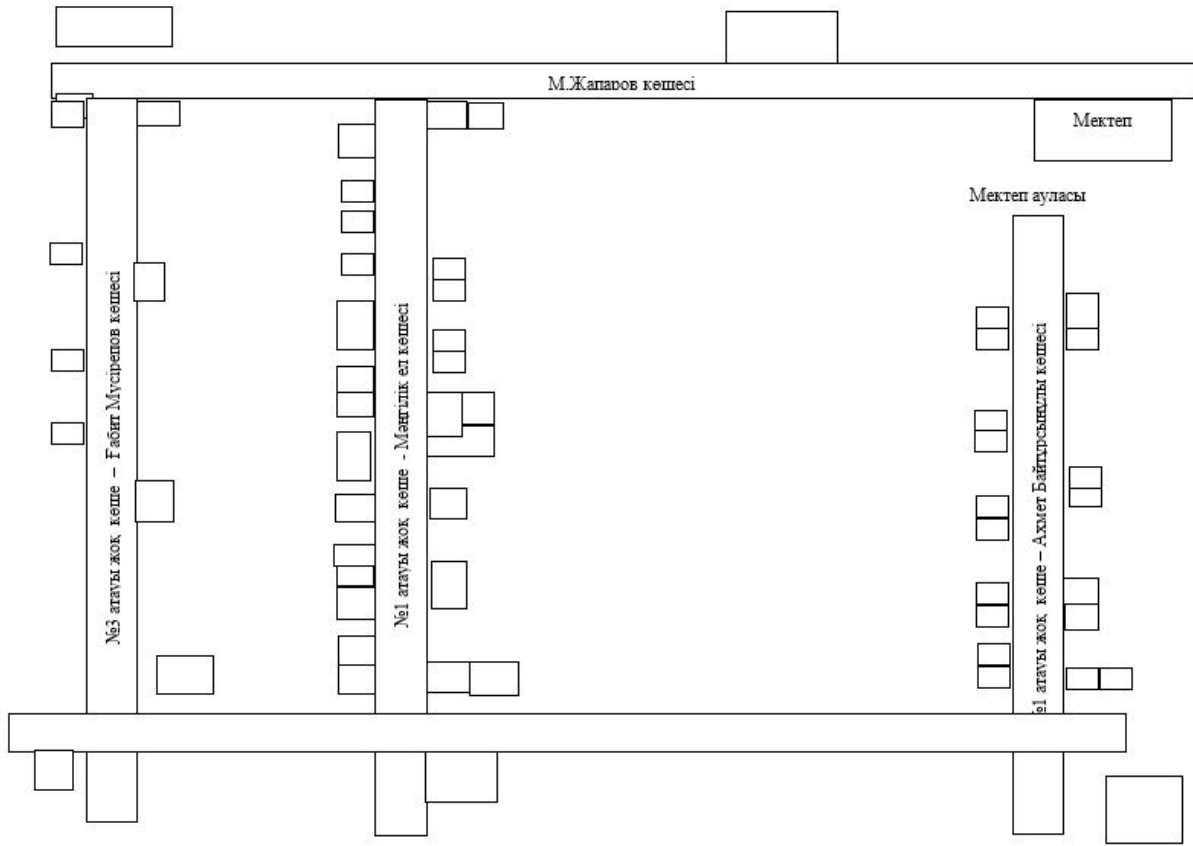 М.Жапаров көшесі
Мектеп
Мектеп ауласы
№3 атауы жоқ көше – Ғабит Мүсірепов көшесі
№1 атауы жоқ көше - Мәңгілік ел көшесі
№1 атауы жоқ көше – Ахмет Байтұрсынұлы көшесі